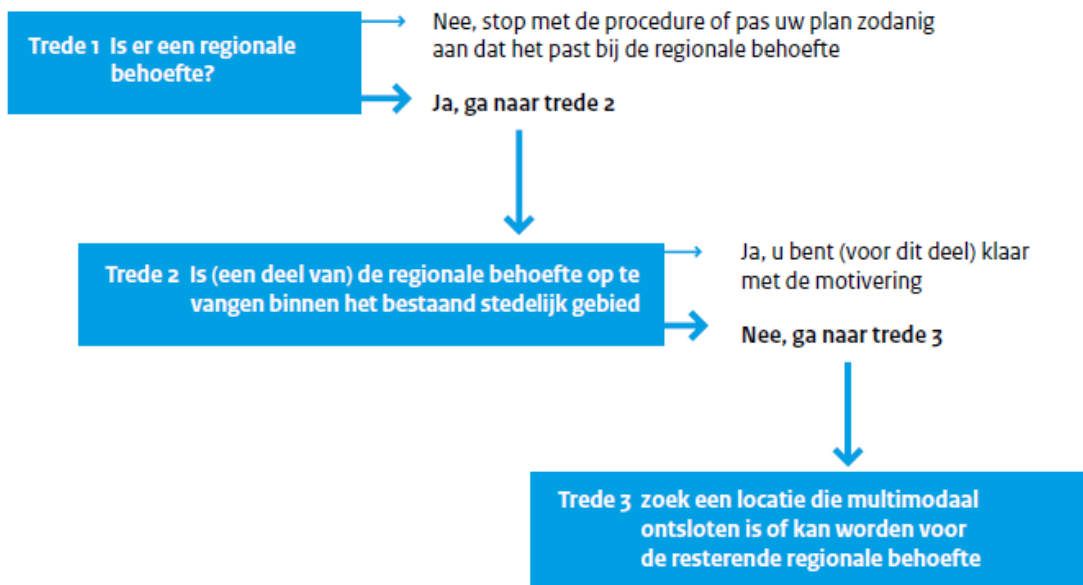 Trede 1 Is er een regionale
behoefte?
Nee, stop met de procedure of pas uw plan zodanig
aan dat het past bij de regionale behoefte
Ja, ga naar trede 2
Trede 2 Is (een deel van) de regionale behoefte op te
vangen binnen het bestaand stedelijk gebied
Ja, u bent (voor dit deel) klaar
met de motivering
Nee, ga naar trede 3
Trede 3 zoek een locatie die multimodaal
ontsloten is of kan worden voor
de resterende regionale behoefte